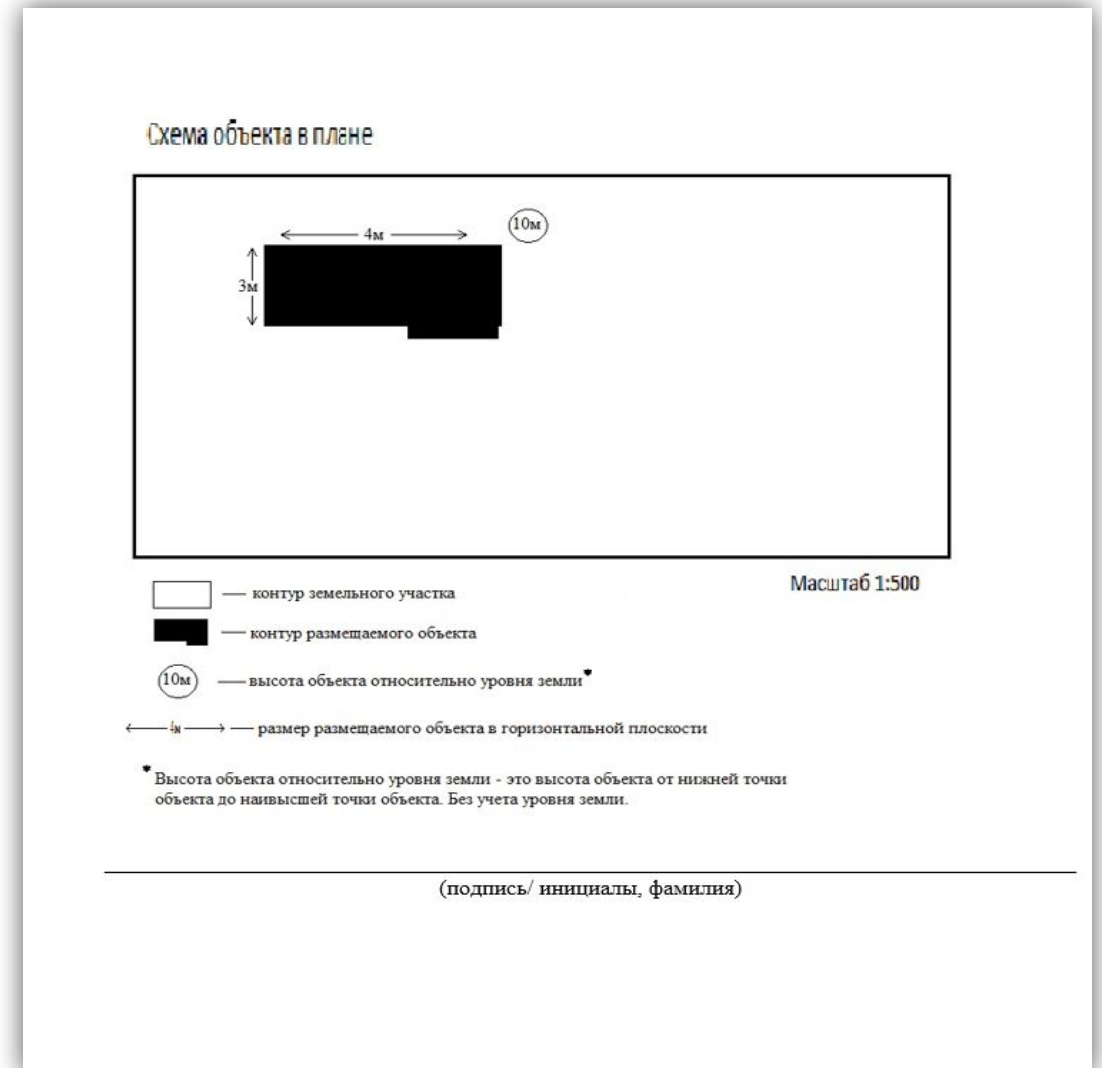 Схема объекта в плане
4м
10м
3м
Масштаб 1:500
— контур земельного участка
— контур размещаемого объекта
10м — высота объекта относительно уровня земли*
4м — размер размещаемого объекта в горизонтальной плоскости
* Высота объекта относительно уровня земли - это высота объекта от нижней точки
объекта до наивысшей точки объекта. Без учета уровня земли.
(подпись/ инициалы, фамилия)